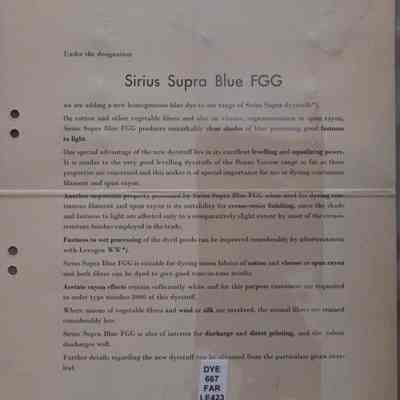 Under the designation
Sirius Supra Blue FGG
we are adding a new homogeneous blue dye to our range of Sirius Supra dyestuffs*).
On cotton and other vegetable fibres and also on viscose, cuprammonium or spun rayon,
Sirius Supra Blue FGG produces remarkably clear shades of blue possessing good fastness
to light.
One special advantage of the new dyestuff lies in its excellent levelling and equalizing power.
It is similar to the very good levelling dyestuffs of the Benzo Viscose range as far as these
properties are concerned and this makes it of special importance for use in dyeing continuous
filament and spun rayon.
Another important property possessed by Sirius Supra Blue FGG when used for dyeing con-
tinuous filament and spun rayon is its suitability for crease-resist finishing, since the shade
and fastness to light are affected only to a comparatively slight extent by most of the crease-
resistant finishes employed in the trade.
Fastness to wet processing of the dyed goods can be improved considerably by aftertreatment
with Levogen WW*).
Sirius Supra Blue FGG is suitable for dyeing union fabrics of cotton and viscose or spun rayon
and both fibres can be dyed to give good tone-in-tone results.
Acetate rayon effects remain sufficiently white and for this purpose customers are requested
to order type number of this dyestuff.
Where unions of vegetable fibres and wool or silk are involved, the animal fibres are stained
considerably less.
Sirius Supra Blue FGG is also of interest for discharge and direct printing, and the colour
discharges well.
Further details regarding the new dyestuff can be obtained from the particulars given over-
leaf.
DYE
667
FAR
LE423